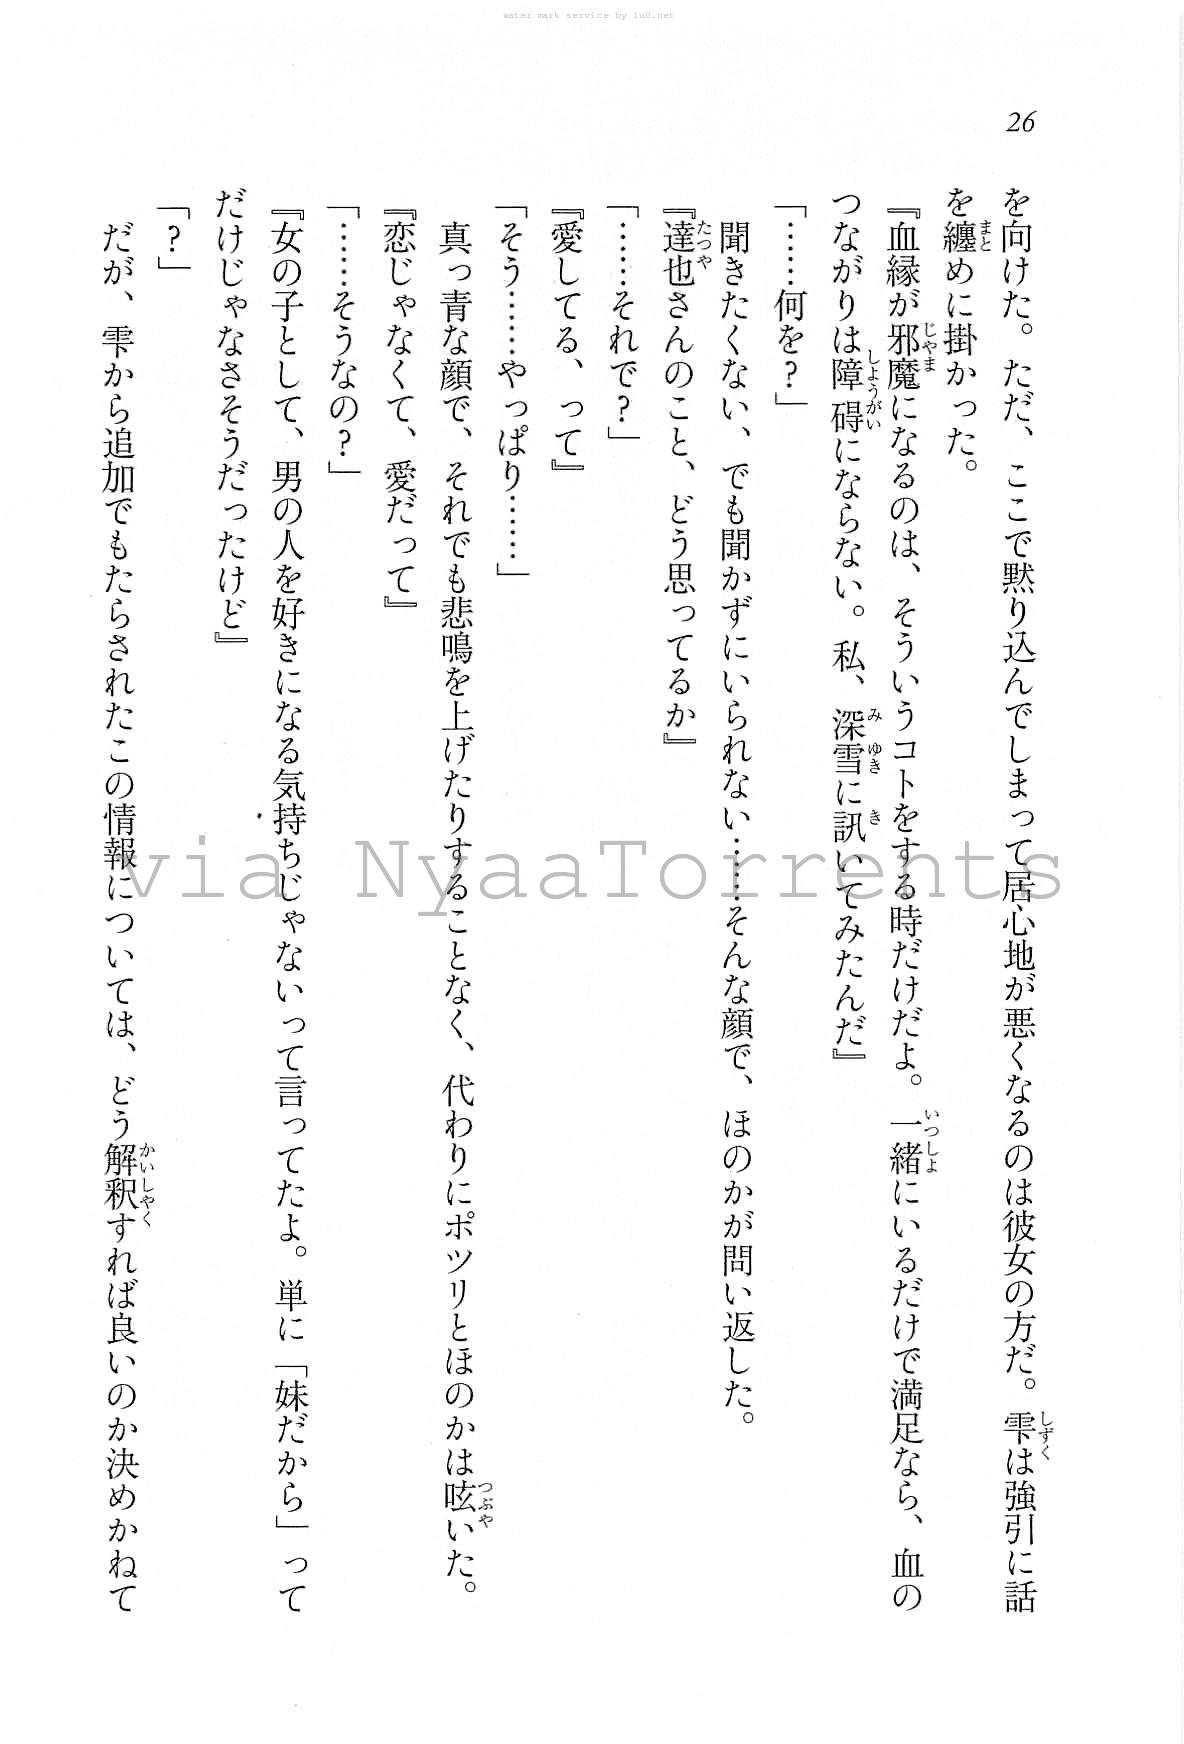 water mark service by lu0.net
26
を向けた。ただ、ここで黙り込んでしまって居心地が悪くなるのは彼女の方だ。雫は強引に話
を纏めに掛かった。
『血縁が邪魔になるのは、そういうコトをする時だけだよ。一緒にいるだけで満足なら、血の
つながりは障碍にならない。私、深雪に訊いてみたんだ』
「……何を？」
聞きたくない、でも聞かずにいられない……そんな顔で、ほのかが問い返した。
『達也さんのこと、どう思ってるか』
「……それで？」
『愛してる、って』
「そう……やっぱり……」
真っ青な顔で、それでも悲鳴を上げたりすることなく、代わりにポツリとほのかは呟いた。
『恋じゃなくて、愛だって』
「……そうなの？」
『女の子として、男の人を好きになる気持ちじゃないって言ってたよ。単に「妹だから」って
だけじゃなさそうだったけど』
「？」
だが、雫から追加でもたらされたこの情報については、どう解釈すれば良いのか決めかねて
via NyaaTorrents